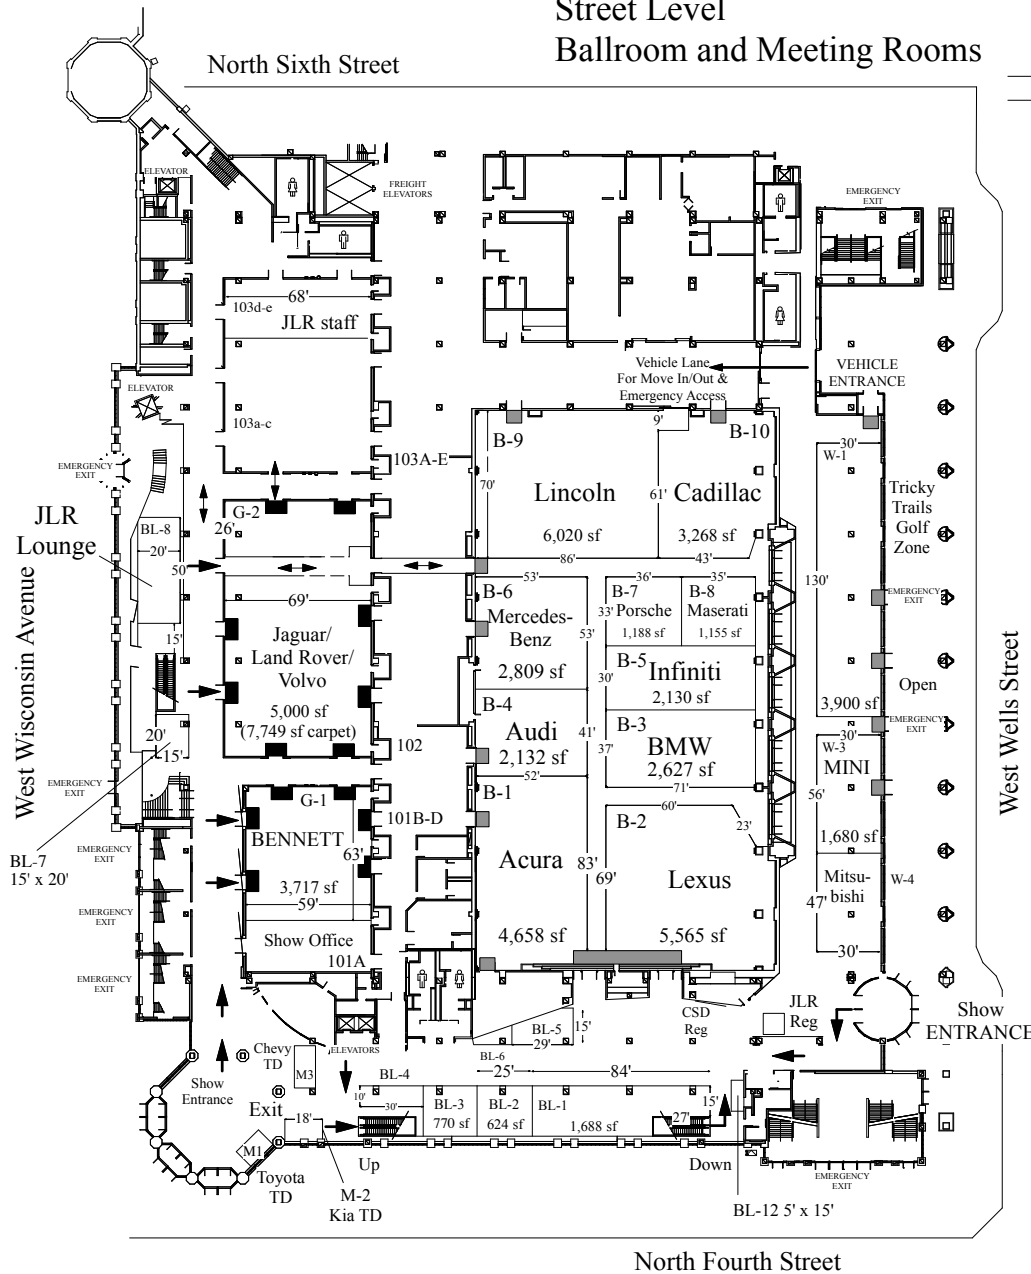 Street Level
Ballroom and Meeting Rooms
North Sixth Street
ELEVATOR
FREIGHT
ELEVATORS
EMERGENCY
EXIT
68'
103d-e
JLR staff
Vehicle Lane
For Move In/Out &
Emergency Access
VEHICLE
ENTRANCE
ELEVATOR
103a-c
103A-E
EMERGENCY
EXIT
B-9
9'
B-10
70'
Lincoln
6,020 sf
86'
61'
Cadillac
3,268 sf
43'
30'
W-1
130'
3,900 sf
Tricky
Trails
Golf
Zone
EMERGENCY
EXIT
Open
EMERGENCY
EXIT
West Wells Street
West Wisconsin Avenue
JLR
Lounge
BL-8
20'
50'
15'
G-2
26'
69'
Jaguar/
Land Rover/
Volvo
5,000 sf
(7,749 sf carpet)
102
20'
15'
EMERGENCY
EXIT
BL-7
15' x 20'
53'
B-6
Mercedes-
Benz
2,809 sf
53'
36'
B-7
Porsche
33'
1,188 sf
35'
B-8
Maserati
1,155 sf
B-5
Infiniti
30'
2,130 sf
B-4
Audi
2,132 sf
41'
52'
B-3
BMW
37'
2,627 sf
71'
30'
W-3
MINI
56'
1,680 sf
Mitsu-
bishi
47'
30'
W-4
G-1
BENNETT
63'
3,717 sf
59'
Show Office
101A
101B-D
EMERGENCY
EXIT
EMERGENCY
EXIT
EMERGENCY
EXIT
B-1
Acura
83'
4,658 sf
60'
B-2
23'
69'
Lexus
5,565 sf
CSD
Reg
JLR
Reg
Show
ENTRANCE
BL-5
29'
15'
BL-6
25'
84'
Chevy
TD
M3
ELEVATORS
BL-4
10'
30'
BL-3
770 sf
BL-2
624 sf
BL-1
1,688 sf
27'
15'
Show
Entrance
Exit
18'
M1
Toyota
TD
Up
M-2
Kia TD
Down
BL-12 5' x 15'
EMERGENCY
EXIT
North Fourth Street